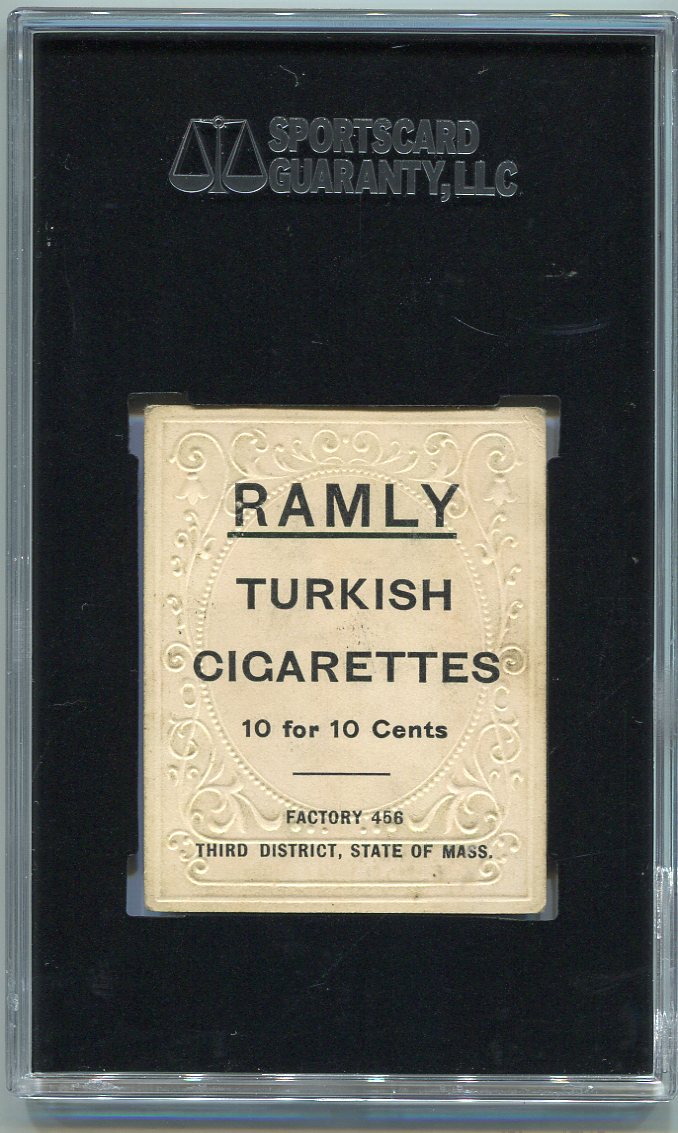 SPORTSCARD
GUARANTY, LLC
RAMLY
TURKISH
CIGARETTES
10 for 10 Cents
FACTORY 456
THIRD DISTRICT, STATE OF MASS.